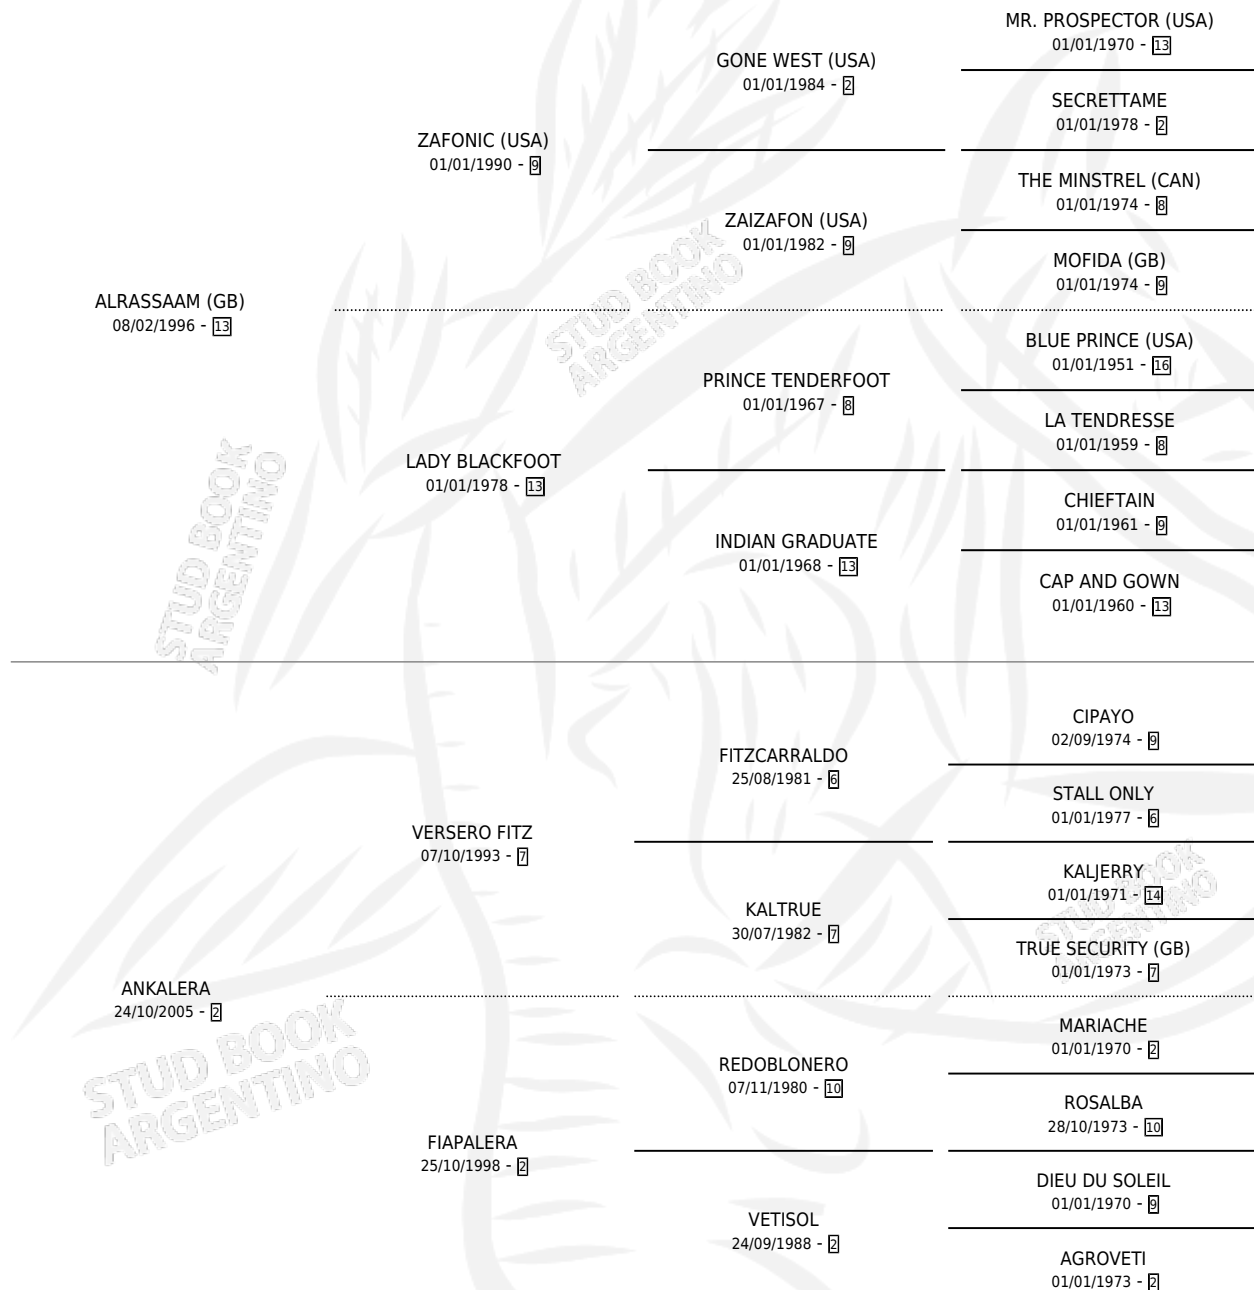 MR. PROSPECTOR (USA)
01/01/1970 - 13
GONE WEST (USA)
01/01/1984 - 2
SECRETTAME
01/01/1978 - 2
ZAFONIC (USA)
01/01/1990 - 9
THE MINSTREL (CAN)
01/01/1974 - 8
ZAIZAFON (USA)
01/01/1982 - 9
MOFIDA (GB)
01/01/1974 - 9
ALRASSAAM (GB)
08/02/1996 - 13
STUD BOOK
ARGENTINO
BLUE PRINCE (USA)
01/01/1951 - 16
PRINCE TENDERFOOT
01/01/1967 - 8
LA TENDRESSE
01/01/1959 - 8
LADY BLACKFOOT
01/01/1978 - 13
CHIEFTAIN
01/01/1961 - 9
INDIAN GRADUATE
01/01/1968 - 13
CAP AND GOWN
01/01/1960 - 13
STUD BOOK
ARGENTINO
CIPAYO
02/09/1974 - 9
FITZCARRALDO
25/08/1981 - 6
STALL ONLY
01/01/1977 - 6
VERSERO FITZ
07/10/1993 - 7
KALJERRY
01/01/1971 - 14
KALTRUE
30/07/1982 - 7
STUD BOOK
ARGENTINO
TRUE SECURITY (GB)
01/01/1973 - 7
ANKALERA
24/10/2005 - 2
MARIACHE
01/01/1970 - 2
REDOBLONERO
07/11/1980 - 10
ROSALBA
28/10/1973 - 10
STUD BOOK
ARGENTINO
FIAPALERA
25/10/1998 - 2
DIEU DU SOLEIL
01/01/1970 - 9
VETISOL
24/09/1988 - 2
AGROVETI
01/01/1973 - 2